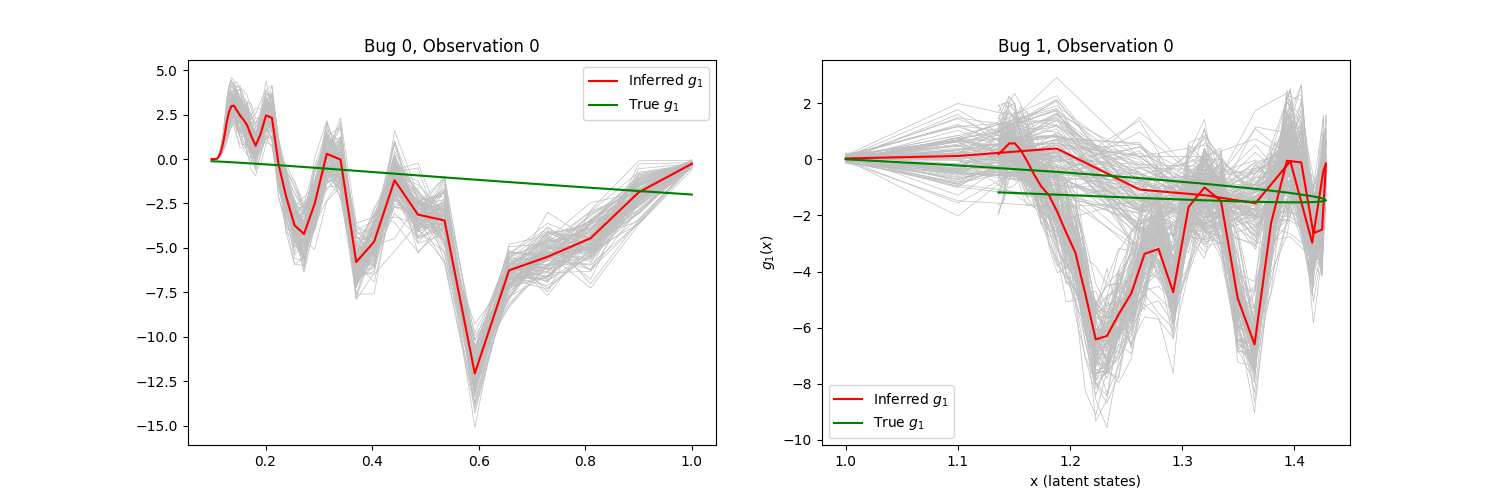 Bug 0, Observation 0
5.0
2.5
0.0
−2.5
−5.0
−7.5
−10.0
−12.5
−15.0
0.2 0.4 0.6 0.8 1.0
Inferred g₁
True g₁
Bug 1, Observation 0
g₁(x)
2
0
−2
−4
−6
−8
−10
1.0 1.1 1.2 1.3 1.4
x (latent states)
Inferred g₁
True g₁